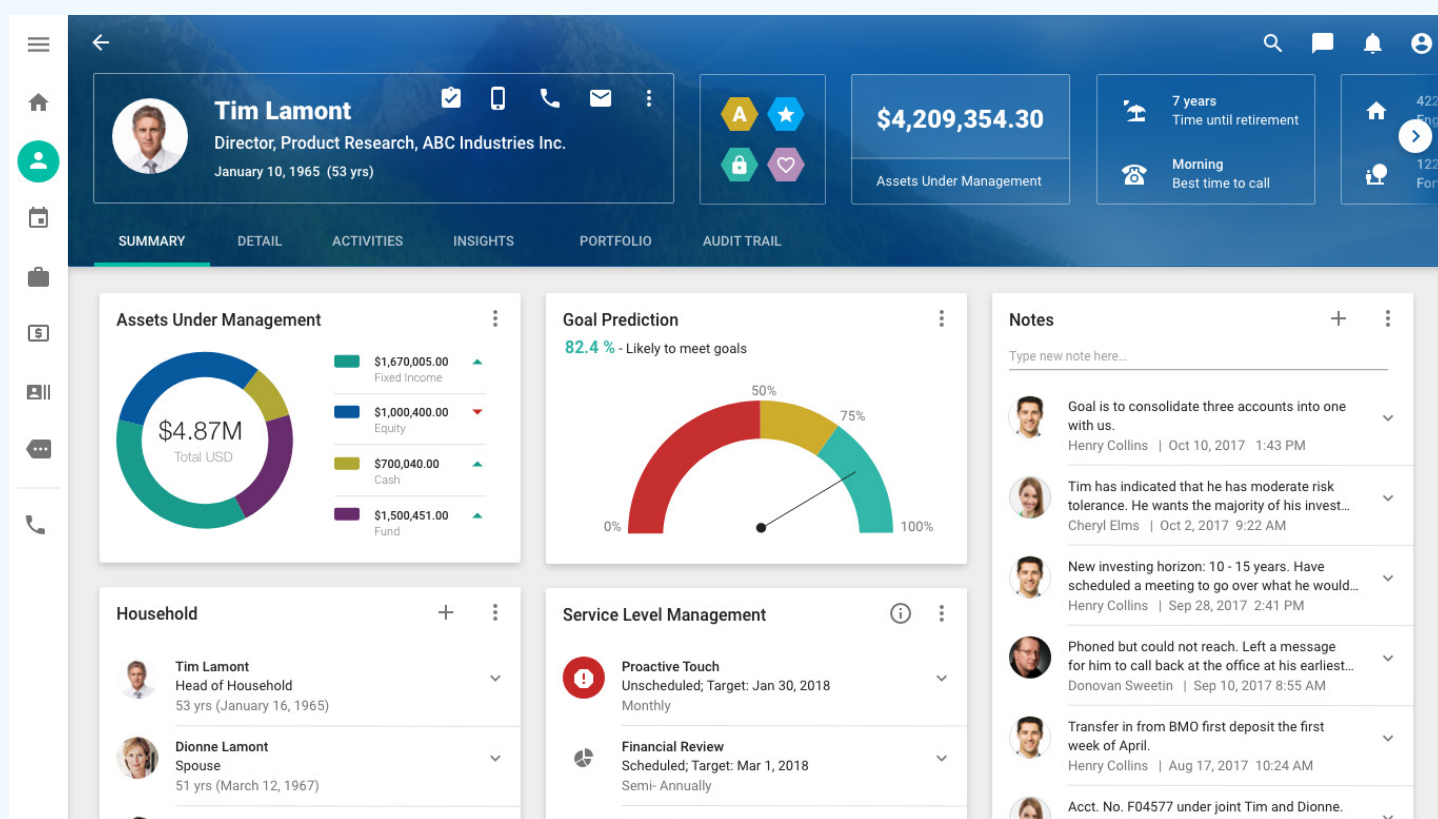 Tim Lamont
Director, Product Research, ABC Industries Inc.
January 10, 1965 (53 yrs)
A
$4,209,354.30
Assets Under Management
7 years
Time until retirement
Morning
Best time to call
422
Eng
122
For
SUMMARY
DETAIL
ACTIVITIES
INSIGHTS
PORTFOLIO
AUDIT TRAIL
Assets Under Management
$4.87M
Total USD
$1,670,005.00
Fixed Income
$1,000,400.00
Equity
$700,040.00
Cash
$1,500,451.00
Fund
Goal Prediction
82.4 % - Likely to meet goals
0%
50%
75%
100%
Notes
Type new note here...
Goal is to consolidate three accounts into one
with us.
Henry Collins | Oct 10, 2017 1:43 PM
Tim has indicated that he has moderate risk
tolerance. He wants the majority of his invest...
Cheryl Elms | Oct 2, 2017 9:22 AM
New investing horizon: 10 - 15 years. Have
scheduled a meeting to go over what he would...
Henry Collins | Sep 28, 2017 2:41 PM
Phoned but could not reach. Left a message
for him to call back at the office at his earliest...
Donovan Sweetin | Sep 10, 2017 8:55 AM
Transfer in from BMO first deposit the first
week of April.
Henry Collins | Aug 17, 2017 10:24 AM
Acct. No. F04577 under joint Tim and Dionne.
Household
Tim Lamont
Head of Household
53 yrs (January 16, 1965)
Dionne Lamont
Spouse
51 yrs (March 12, 1967)
Service Level Management
Proactive Touch
Unscheduled; Target: Jan 30, 2018
Monthly
Financial Review
Scheduled; Target: Mar 1, 2018
Semi- Annually